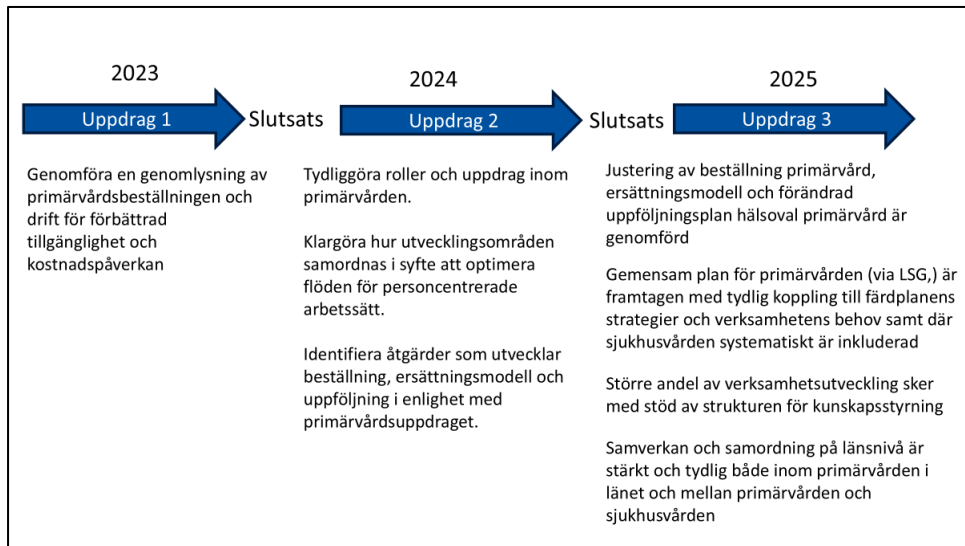 2023
Uppdrag 1
Slutsats
Genomföra en genomlysning av
primärvårdsbeställningen och
drift för förbättrad
tillgänglighet och
kostnadspåverkan
2024
Uppdrag 2
Slutsats
Tydliggöra roller och uppdrag inom
primärvården.
Klargöra hur utvecklingsområden
samordnas i syfte att optimera
flöden för personcentrerade
arbetssätt.
Identifiera åtgärder som utvecklar
beställning, ersättningsmodell och
uppföljning i enlighet med
primärvårdsuppdraget.
2025
Uppdrag 3
Justering av beställning primärvård,
ersättningsmodell och förändrad
uppföljningsplan hälsoval primärvård är
genomförd
Gemensam plan för primärvården (via LSG,) är
framtagen med tydlig koppling till färdplanens
strategier och verksamhetens behov samt där
sjukhusvården systematiskt är inkluderad
Större andel av verksamhetsutveckling sker
med stöd av strukturen för kunskapsstyrning
Samverkan och samordning på länsnivå är
stärkt och tydlig både inom primärvården i
länet och mellan primärvården och
sjukhusvården